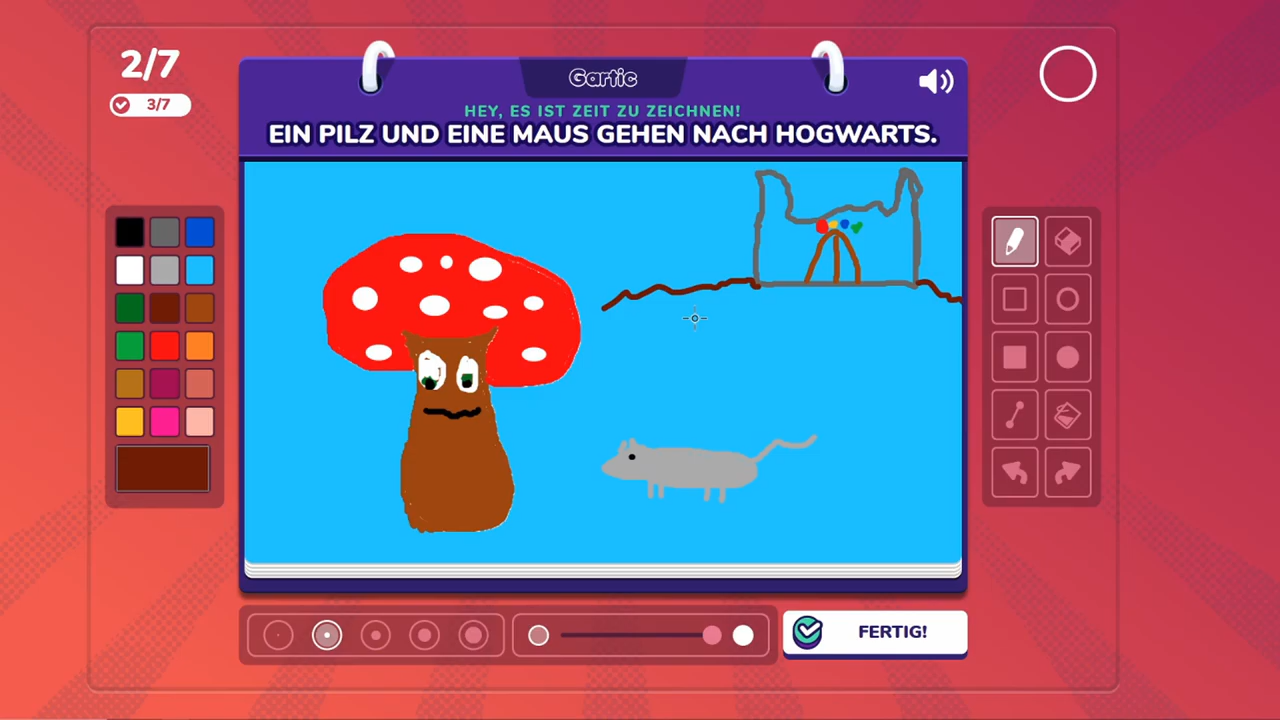 2/7
3/7
Gartic
HEY, ES IST ZEIT ZU ZEICHNEN!
EIN PILZ UND EINE MAUS GEHEN NACH HOGWARTS.
FERTIG!